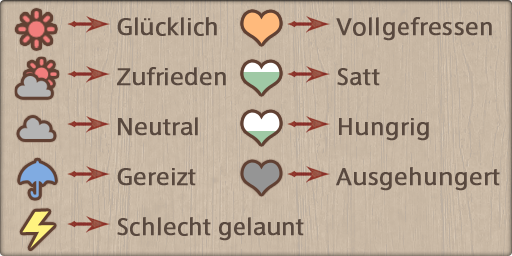 Glücklich
Zufrieden
Neutral
Gereizt
Schlecht gelaunt
Vollgefressen
Satt
Hungrig
Ausgehungert